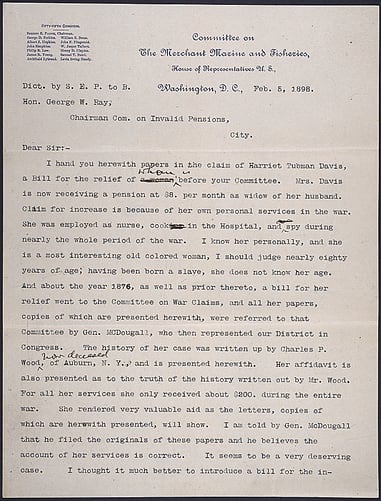 FIFTY-FIFTH CONGRESS.
Committee on
The Merchant Marine and Fisheries,
House of Representatives U. S.,
Dict. by S. E. P. to B.
Washington, D. C., Feb. 5, 1898.
Hon. George W. Ray,
Chairman Com. on Invalid Pensions,
City.
Dear Sir:-
I hand you herewith papers in the claim of Harriet Tubman Davis,
whom is
a Bill for the relief of a woman before your Committee. Mrs. Davis
is now receiving a pension at $8. per month as widow of her husband.
Claim for increase is because of her own personal services in the war.
She was employed as nurse, cook in the Hospital, and spy during
nearly the whole period of the war. I know her personally, and she
is a most interesting old colored woman, I should judge nearly eighty
years of age; having been born a slave, she does not know her age.
And about the year 1876, as well as prior thereto, a bill for her
relief went to the Committee on War Claims, and all her papers,
copies of which are presented herewith, were referred to that
Committee by Gen. McDougall, who then represented our District in
Congress. The history of her case was written up by Charles P.
now deceased
Wood, of Auburn, N. Y., and is presented herewith. Her affidavit is
also presented as to the truth of the history written out by Mr. Wood.
For all her services she only received about $200. during the entire
war. She rendered very valuable aid as the letters, copies of
which are herewith presented, will show. I am told by Gen. McDougall
that he filed the originals of these papers and he believes the
account of her services is correct. It seems to be a very deserving
case. I thought it much better to introduce a bill for the in-